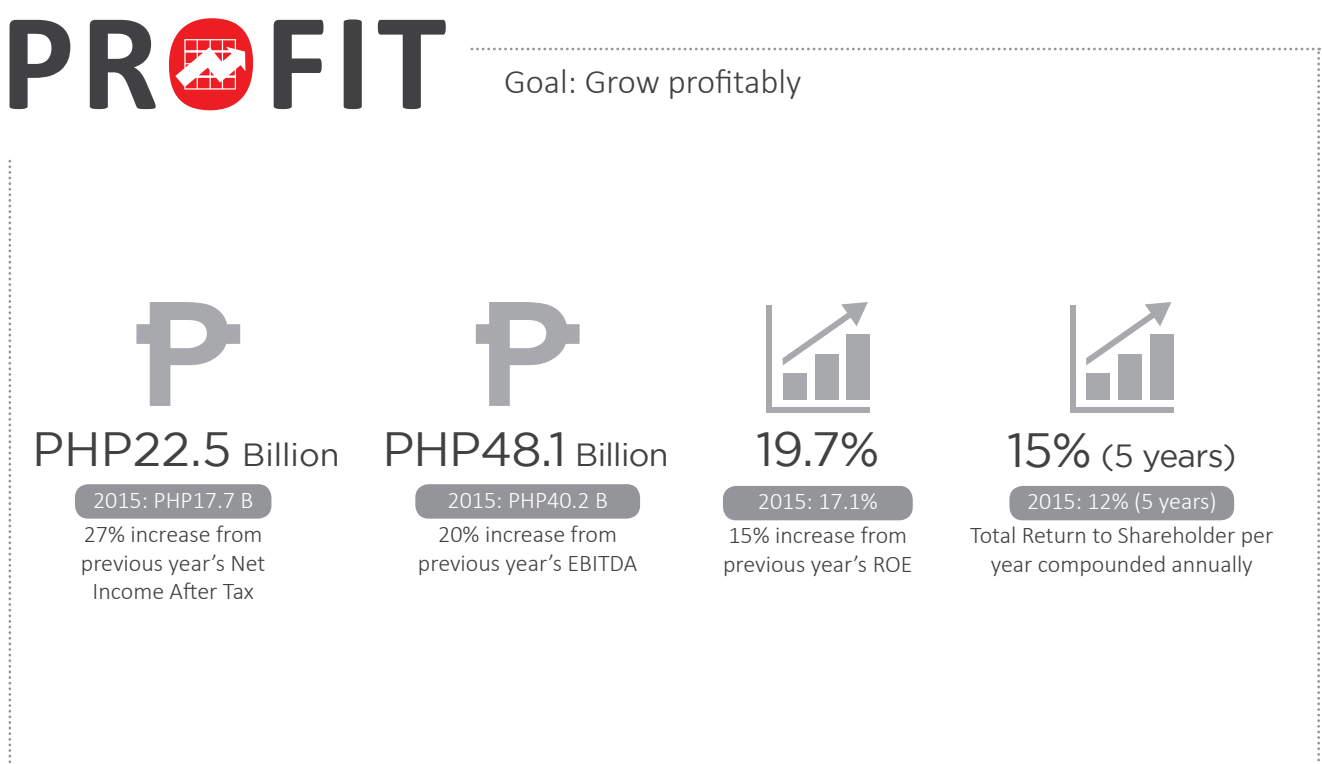 PROFIT
Goal: Grow profitably
PHP22.5 Billion
2015: PHP17.7 B
27% increase from
previous year's Net
Income After Tax
PHP48.1 Billion
2015: PHP40.2 B
20% increase from
previous year's EBITDA
19.7%
2015: 17.1%
15% increase from
previous year's ROE
15% (5 years)
2015: 12% (5 years)
Total Return to Shareholder per
year compounded annually